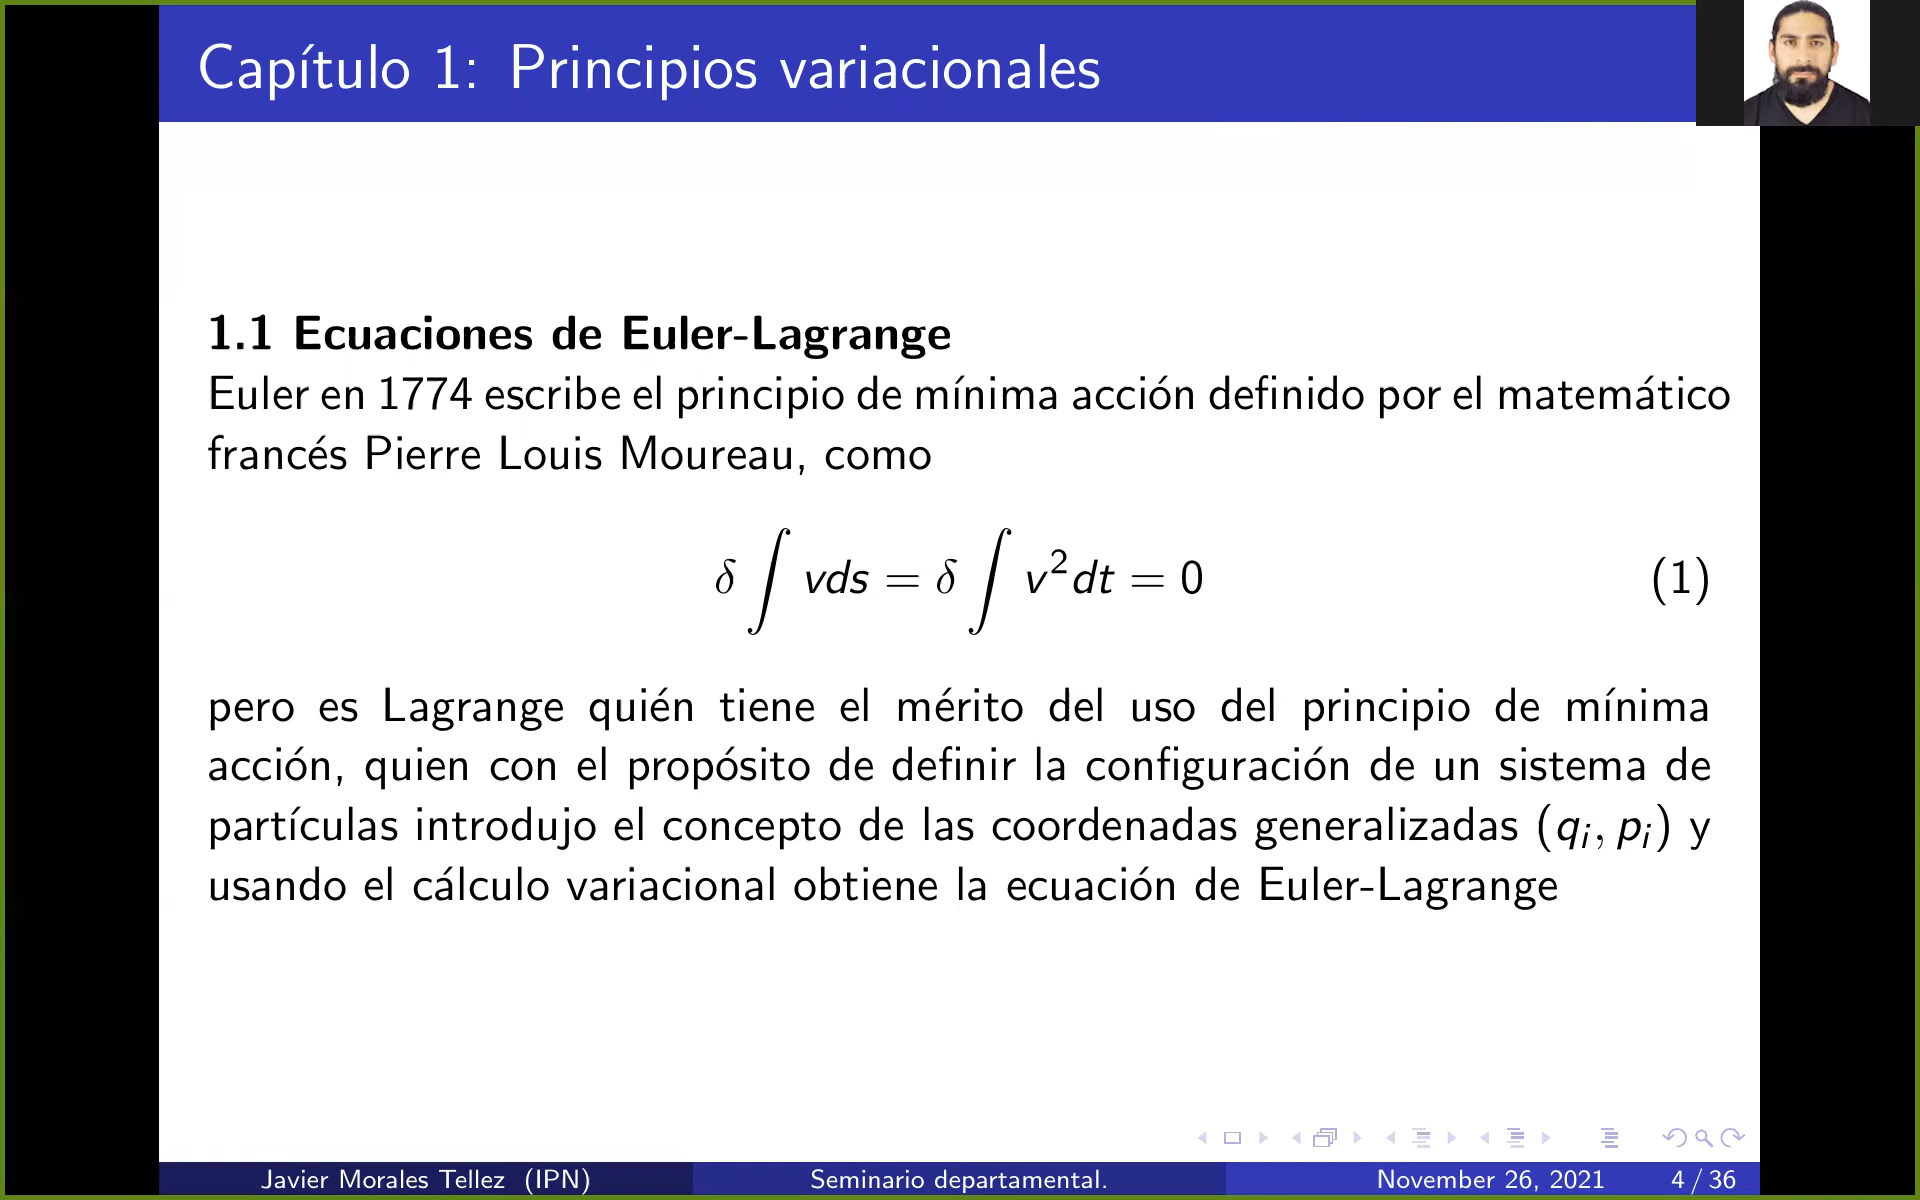 Capítulo 1: Principios variacionales
1.1 Ecuaciones de Euler-Lagrange
Euler en 1774 escribe el principio de mínima acción definido por el matemático
francés Pierre Louis Moureau, como
δ ∫ vds = δ ∫ v²dt = 0 (1)
pero es Lagrange quién tiene el mérito del uso del principio de mínima
acción, quien con el propósito de definir la configuración de un sistema de
partículas introdujo el concepto de las coordenadas generalizadas (qᵢ, pᵢ) y
usando el cálculo variacional obtiene la ecuación de Euler-Lagrange
Javier Morales Tellez (IPN) Seminario departamental. November 26, 2021 4 / 36